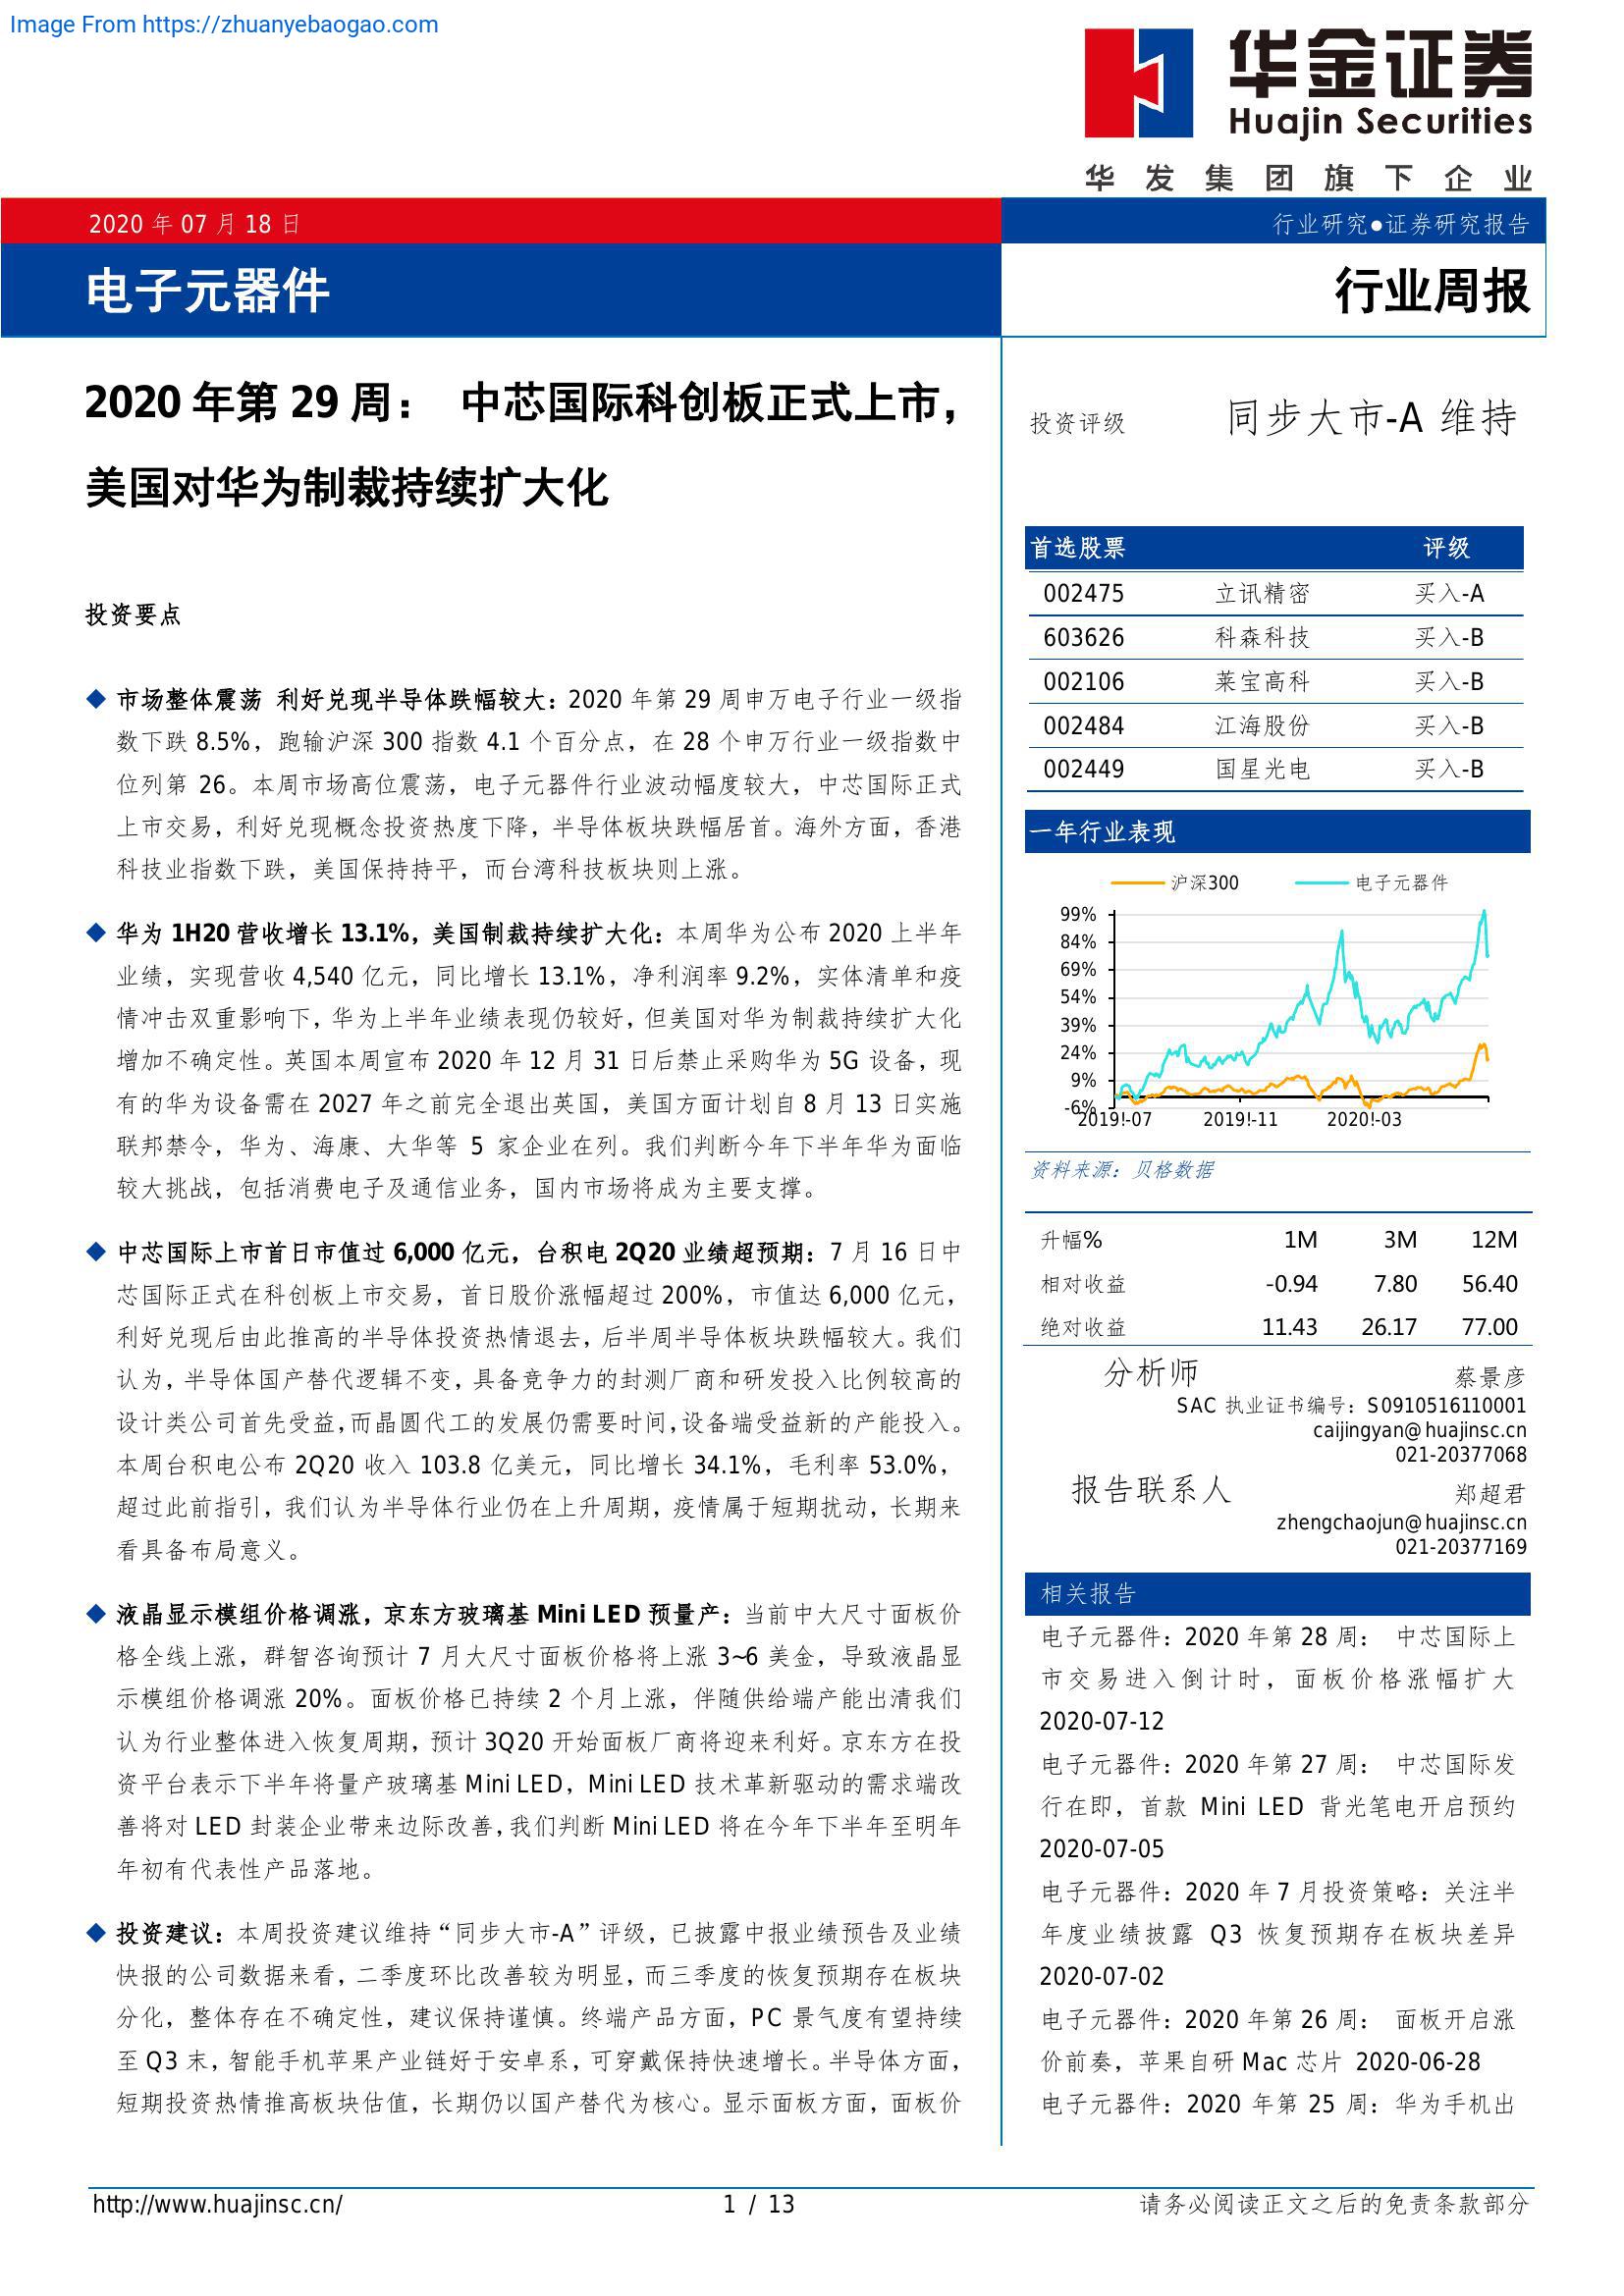 Image From https://zhuanyebaogao.com
华金证券
Huajin Securities
华发集团旗下企业
2020 年 07 月 18 日
行业研究●证券研究报告
电子元器件
行业周报
2020 年第 29 周： 中芯国际科创板正式上市，
美国对华为制裁持续扩大化
投资要点
◆ 市场整体震荡 利好兑现半导体跌幅较大：2020 年第 29 周申万电子行业一级指
数下跌 8.5%，跑输沪深 300 指数 4.1 个百分点，在 28 个申万行业一级指数中
位列第 26。本周市场高位震荡，电子元器件行业波动幅度较大，中芯国际正式
上市交易，利好兑现概念投资热度下降，半导体板块跌幅居首。海外方面，香港
科技业指数下跌，美国保持持平，而台湾科技板块则上涨。
◆ 华为 1H20 营收增长 13.1%，美国制裁持续扩大化：本周华为公布 2020 上半年
业绩，实现营收 4,540 亿元，同比增长 13.1%，净利润率 9.2%，实体清单和疫
情冲击双重影响下，华为上半年业绩表现仍较好，但美国对华为制裁持续扩大化
增加不确定性。英国本周宣布 2020 年 12 月 31 日后禁止采购华为 5G 设备，现
有的华为设备需在 2027 年之前完全退出英国，美国方面计划自 8 月 13 日实施
联邦禁令，华为、海康、大华等 5 家企业在列。我们判断今年下半年华为面临
较大挑战，包括消费电子及通信业务，国内市场将成为主要支撑。
◆ 中芯国际上市首日市值过 6,000 亿元，台积电 2Q20 业绩超预期：7 月 16 日中
芯国际正式在科创板上市交易，首日股价涨幅超过 200%，市值达 6,000 亿元，
利好兑现后由此推高的半导体投资热情退去，后半周半导体板块跌幅较大。我们
认为，半导体国产替代逻辑不变，具备竞争力的封测厂商和研发投入比例较高的
设计类公司首先受益，而晶圆代工的发展仍需要时间，设备端受益新的产能投入。
本周台积电公布 2Q20 收入 103.8 亿美元，同比增长 34.1%，毛利率 53.0%，
超过此前指引，我们认为半导体行业仍在上升周期，疫情属于短期扰动，长期来
看具备布局意义。
◆ 液晶显示模组价格调涨，京东方玻璃基 Mini LED 预量产：当前中大尺寸面板价
格全线上涨，群智咨询预计 7 月大尺寸面板价格将上涨 3~6 美金，导致液晶显
示模组价格调涨 20%。面板价格已持续 2 个月上涨，伴随供给端产能出清我们
认为行业整体进入恢复周期，预计 3Q20 开始面板厂商将迎来利好。京东方在投
资平台表示下半年将量产玻璃基 Mini LED，Mini LED 技术革新驱动的需求端改
善将对 LED 封装企业带来边际改善，我们判断 Mini LED 将在今年下半年至明年
年初有代表性产品落地。
◆ 投资建议：本周投资建议维持“同步大市-A”评级，已披露中报业绩预告及业绩
快报的公司数据来看，二季度环比改善较为明显，而三季度的恢复预期存在板块
分化，整体存在不确定性，建议保持谨慎。终端产品方面，PC 景气度有望持续
至 Q3 末，智能手机苹果产业链好于安卓系，可穿戴保持快速增长。半导体方面，
短期投资热情推高板块估值，长期仍以国产替代为核心。显示面板方面，面板价
投资评级 同步大市-A 维持
首选股票 评级
002475 立讯精密 买入-A
603626 科森科技 买入-B
002106 莱宝高科 买入-B
002484 江海股份 买入-B
002449 国星光电 买入-B
一年行业表现
沪深300 电子元器件
99%
84%
69%
54%
39%
24%
9%
-6%
2019!-07 2019!-11 2020!-03
资料来源：贝格数据
升幅% 1M 3M 12M
相对收益 -0.94 7.80 56.40
绝对收益 11.43 26.17 77.00
分析师 蔡景彦
SAC 执业证书编号：S0910516110001
caijingyan@huajinsc.cn
021-20377068
报告联系人 郑超君
zhengchaojun@huajinsc.cn
021-20377169
相关报告
电子元器件：2020 年第 28 周： 中芯国际上
市交易进入倒计时，面板价格涨幅扩大
2020-07-12
电子元器件：2020 年第 27 周： 中芯国际发
行在即，首款 Mini LED 背光笔电开启预约
2020-07-05
电子元器件：2020 年 7 月投资策略：关注半
年度业绩披露 Q3 恢复预期存在板块差异
2020-07-02
电子元器件：2020 年第 26 周： 面板开启涨
价前奏，苹果自研 Mac 芯片 2020-06-28
电子元器件：2020 年第 25 周：华为手机出
http://www.huajinsc.cn/ 1 / 13 请务必阅读正文之后的免责条款部分